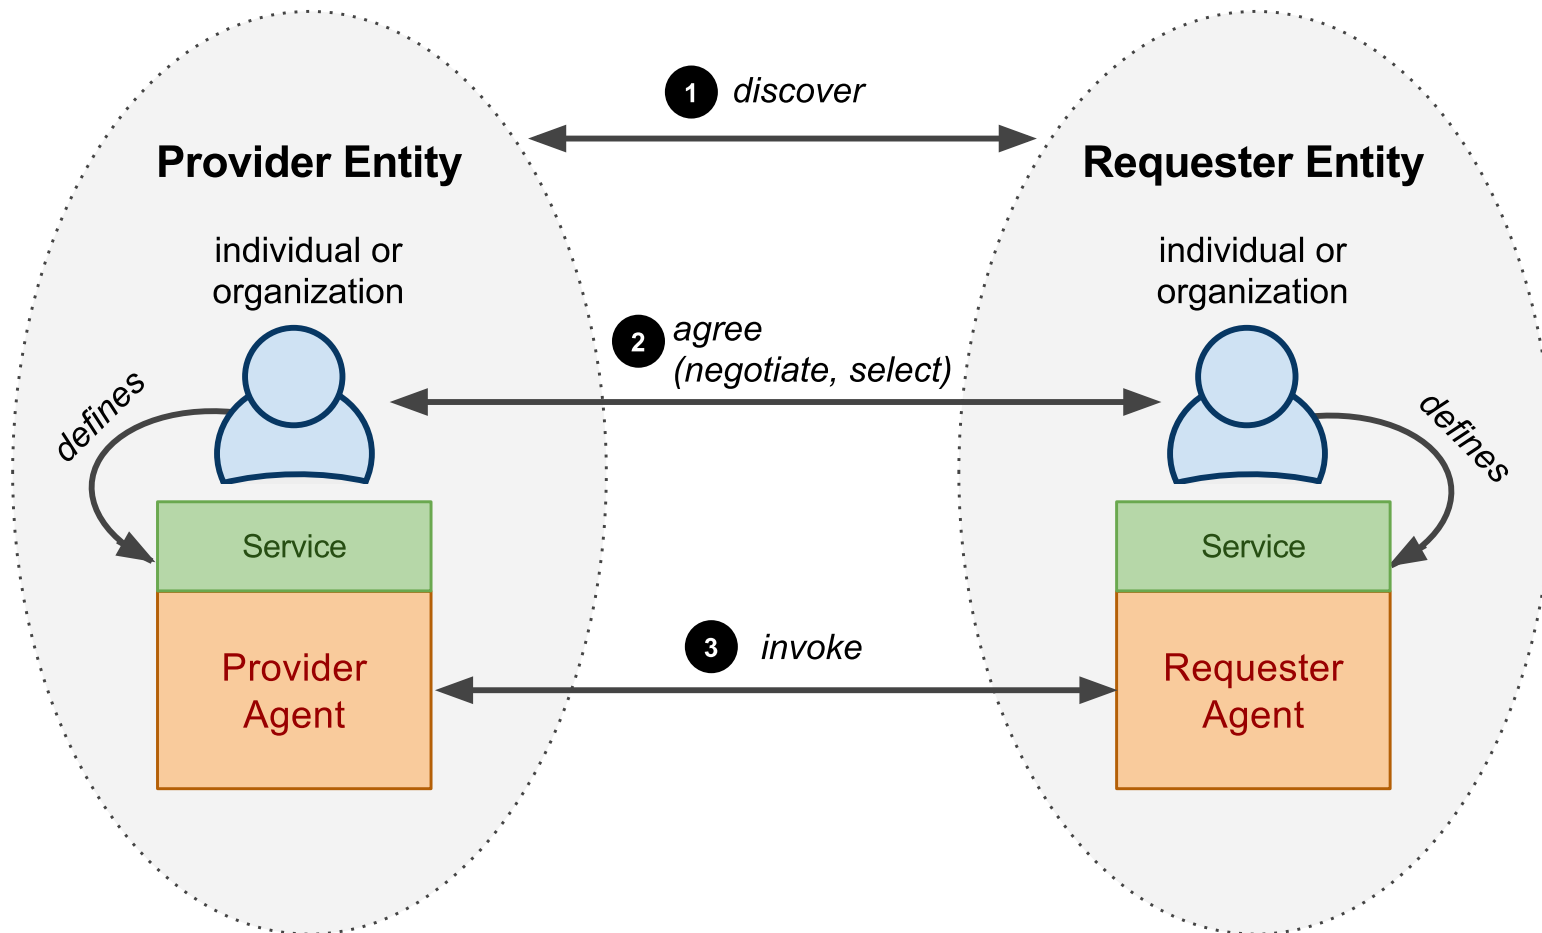 1 discover
Provider Entity
Requester Entity
individual or
organization
individual or
organization
2 agree
(negotiate, select)
defines
defines
Service
Service
3 invoke
Provider
Agent
Requester
Agent